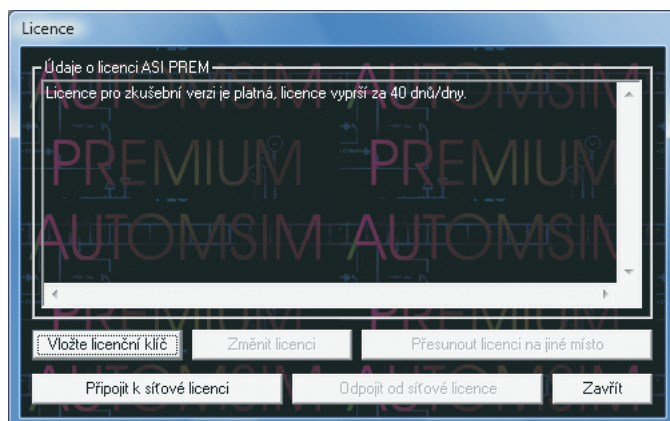 Licence
Údaje o licenci ASI PREM
Licence pro zkušební verzi je platná, licence vyprší za 40 dnů/dny.
AUTOMSIM AUTOMSIM
PREMIUM PREMIUM
AUTOMSIM AUTOMSIM
PREMIUM PREMIUM
Vložte licenční klíč Změnit licenci Přesunout licenci na jiné místo
Připojit k síťové licenci Odpojit od síťové licence Zavřít